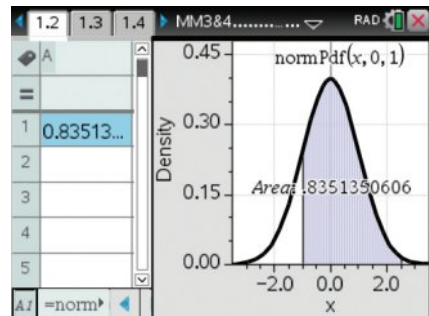 1.2 1.3 1.4 MM3&4........... RAD
A
=
1 0.83513...
2
3
4
5
A1 =norm
0.45
0.30
0.15
0.00
Density
normPdf(x,0,1)
Area: .8351350606
-2.0 0.0 2.0
x